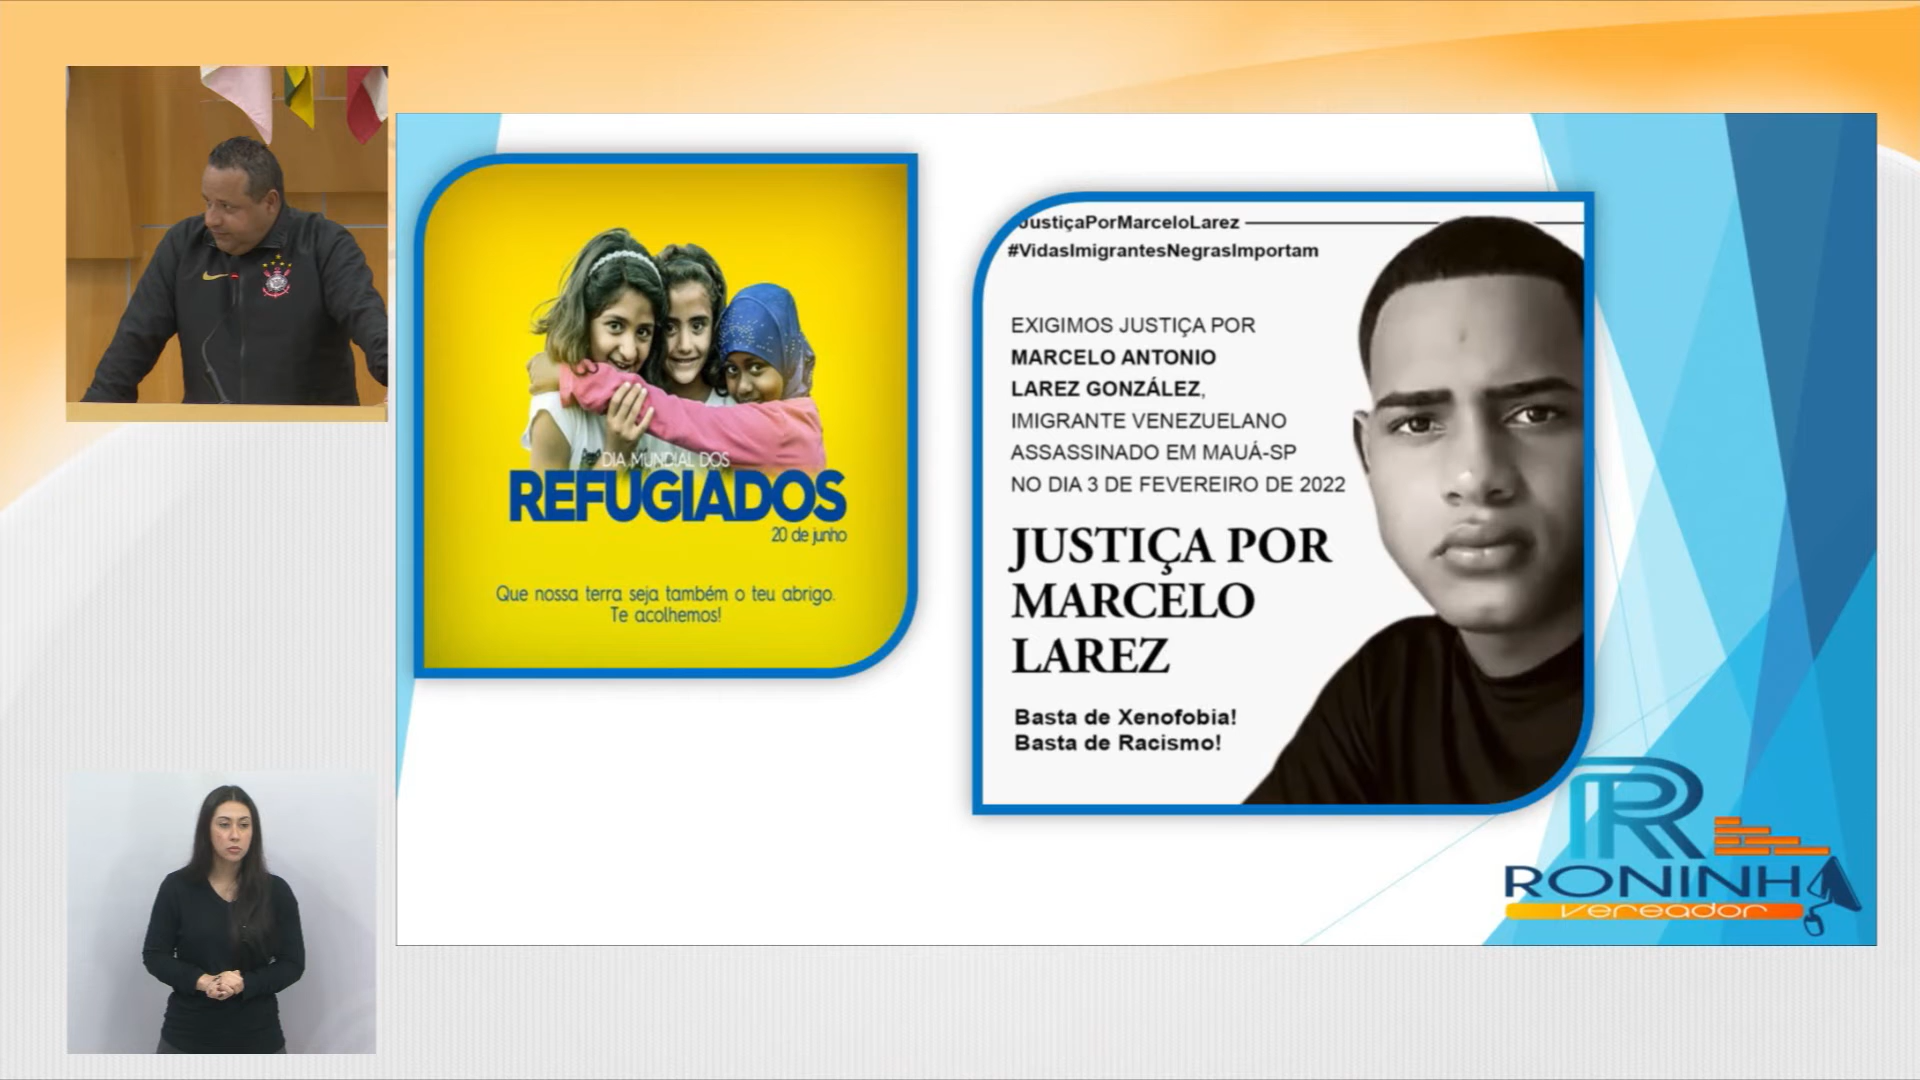 DIA MUNDIAL DOS
REFUGIADOS
20 de junho
Que nossa terra seja também o teu abrigo.
Te acolhemos!
JustiçaPorMarceloLarez
#VidasImigrantesNegrasImportam
EXIGIMOS JUSTIÇA POR
MARCELO ANTONIO
LAREZ GONZÁLEZ,
IMIGRANTE VENEZUELANO
ASSASSINADO EM MAUÁ-SP
NO DIA 3 DE FEVEREIRO DE 2022
JUSTIÇA POR
MARCELO
LAREZ
Basta de Xenofobia!
Basta de Racismo!
RONINHA
vereador